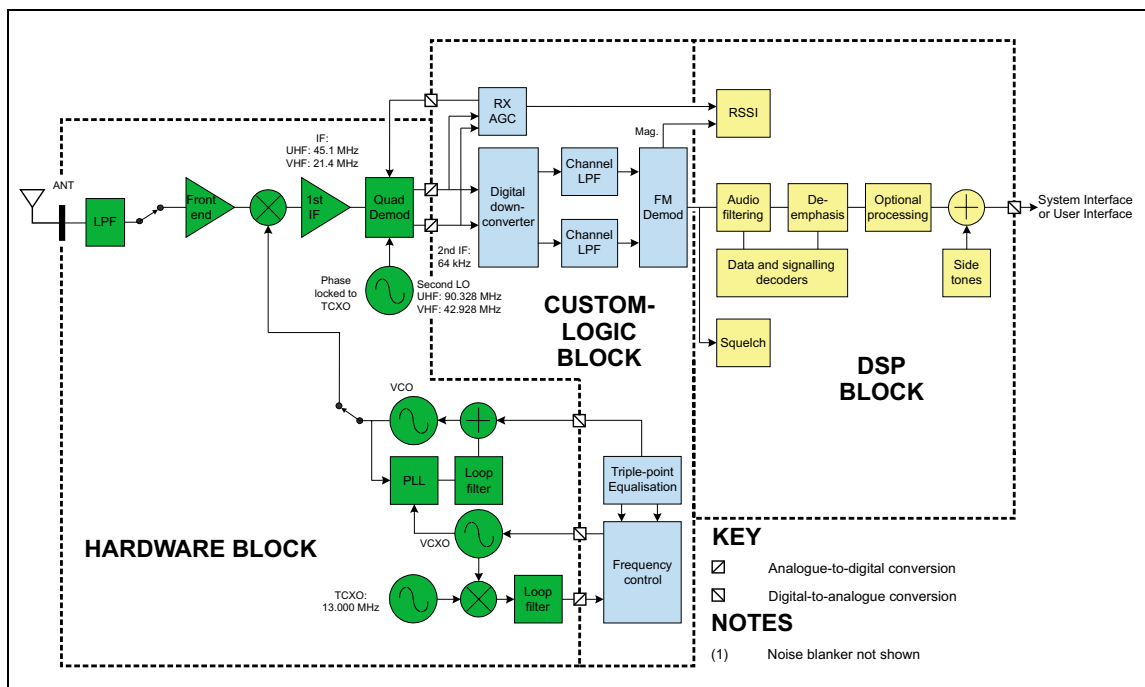 ANT
LPF
Front
end
IF:
UHF: 45.1 MHz
VHF: 21.4 MHz
1st
IF
Quad
Demod
Phase
locked to
TCXO
Second LO
UHF: 90.328 MHz
VHF: 42.928 MHz
2nd IF:
64 kHz
RX
AGC
Digital
down-
converter
Channel
LPF
Channel
LPF
Mag.
FM
Demod
CUSTOM-
LOGIC
BLOCK
RSSI
Audio
filtering
De-
emphasis
Optional
processing
Data and signalling
decoders
Side
tones
Squelch
System Interface
or User Interface
DSP
BLOCK
VCO
PLL
Loop
filter
Triple-point
Equalisation
VCXO
Frequency
control
TCXO:
13.000 MHz
Loop
filter
HARDWARE BLOCK
KEY
Analogue-to-digital conversion
Digital-to-analogue conversion
NOTES
(1) Noise blanker not shown